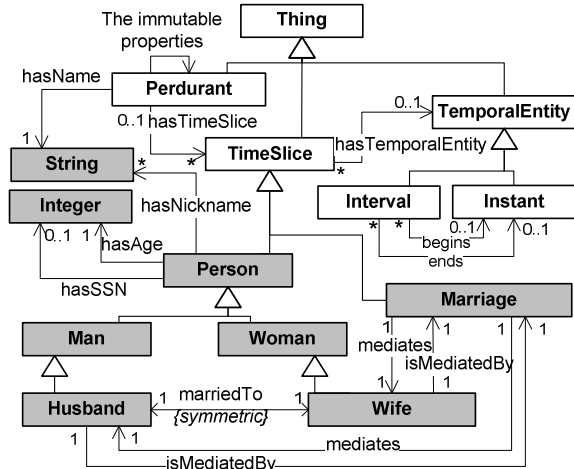 Thing
The immutable
properties
Perdurant
hasName
0..1
hasTimeSlice
0..1
TemporalEntity
1
*
*
TimeSlice
*
hasTemporalEntity
String
Integer
hasNickname
Interval
Instant
0..1
1
hasAge
*
*
0..1
0..1
begins
ends
Person
hasSSN
Marriage
Man
Woman
1
1
1
1
mediates
isMediatedBy
1
1
Husband
1
marriedTo
1
Wife
{symmetric}
1
1
mediates
isMediatedBy